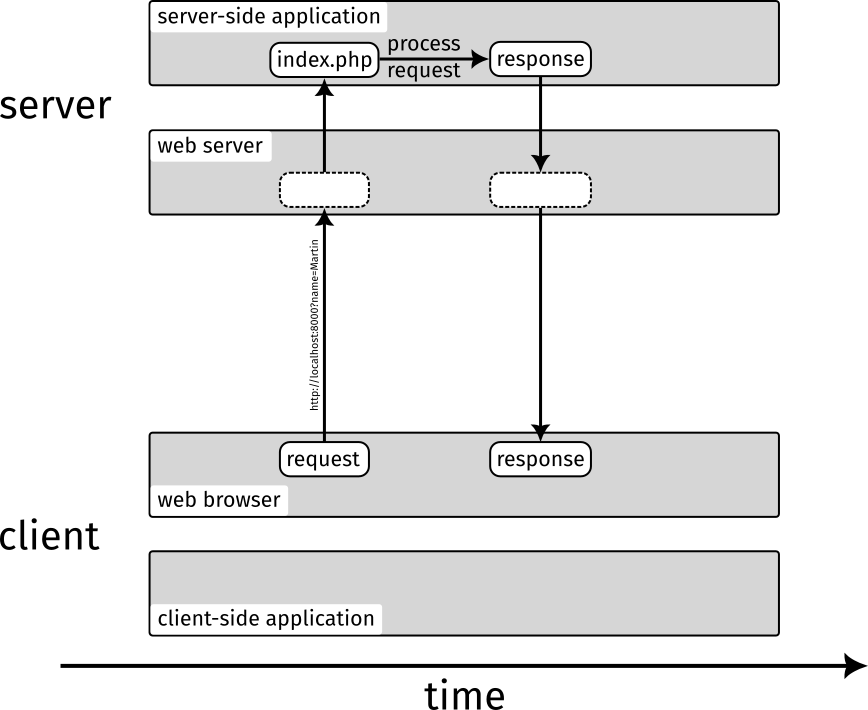 server-side application
index.php
process
request
response
server
web server
http://localhost:8000?name=Martin
request
response
web browser
client
client-side application
time